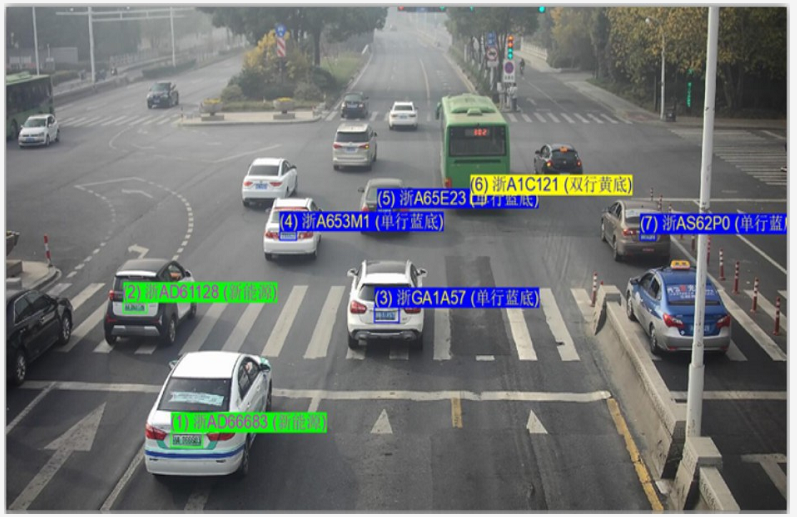 (6) 浙A1C121 (双行黄底)
(5) 浙A65E23 (单行蓝底)
(4) 浙A653M1 (单行蓝底)
(7) 浙AS62P0 (单行蓝底
2) 浙AD61128 (新能源)
(3) 浙GA1A57 (单行蓝底)
(1) 浙AD66683 (新能源)